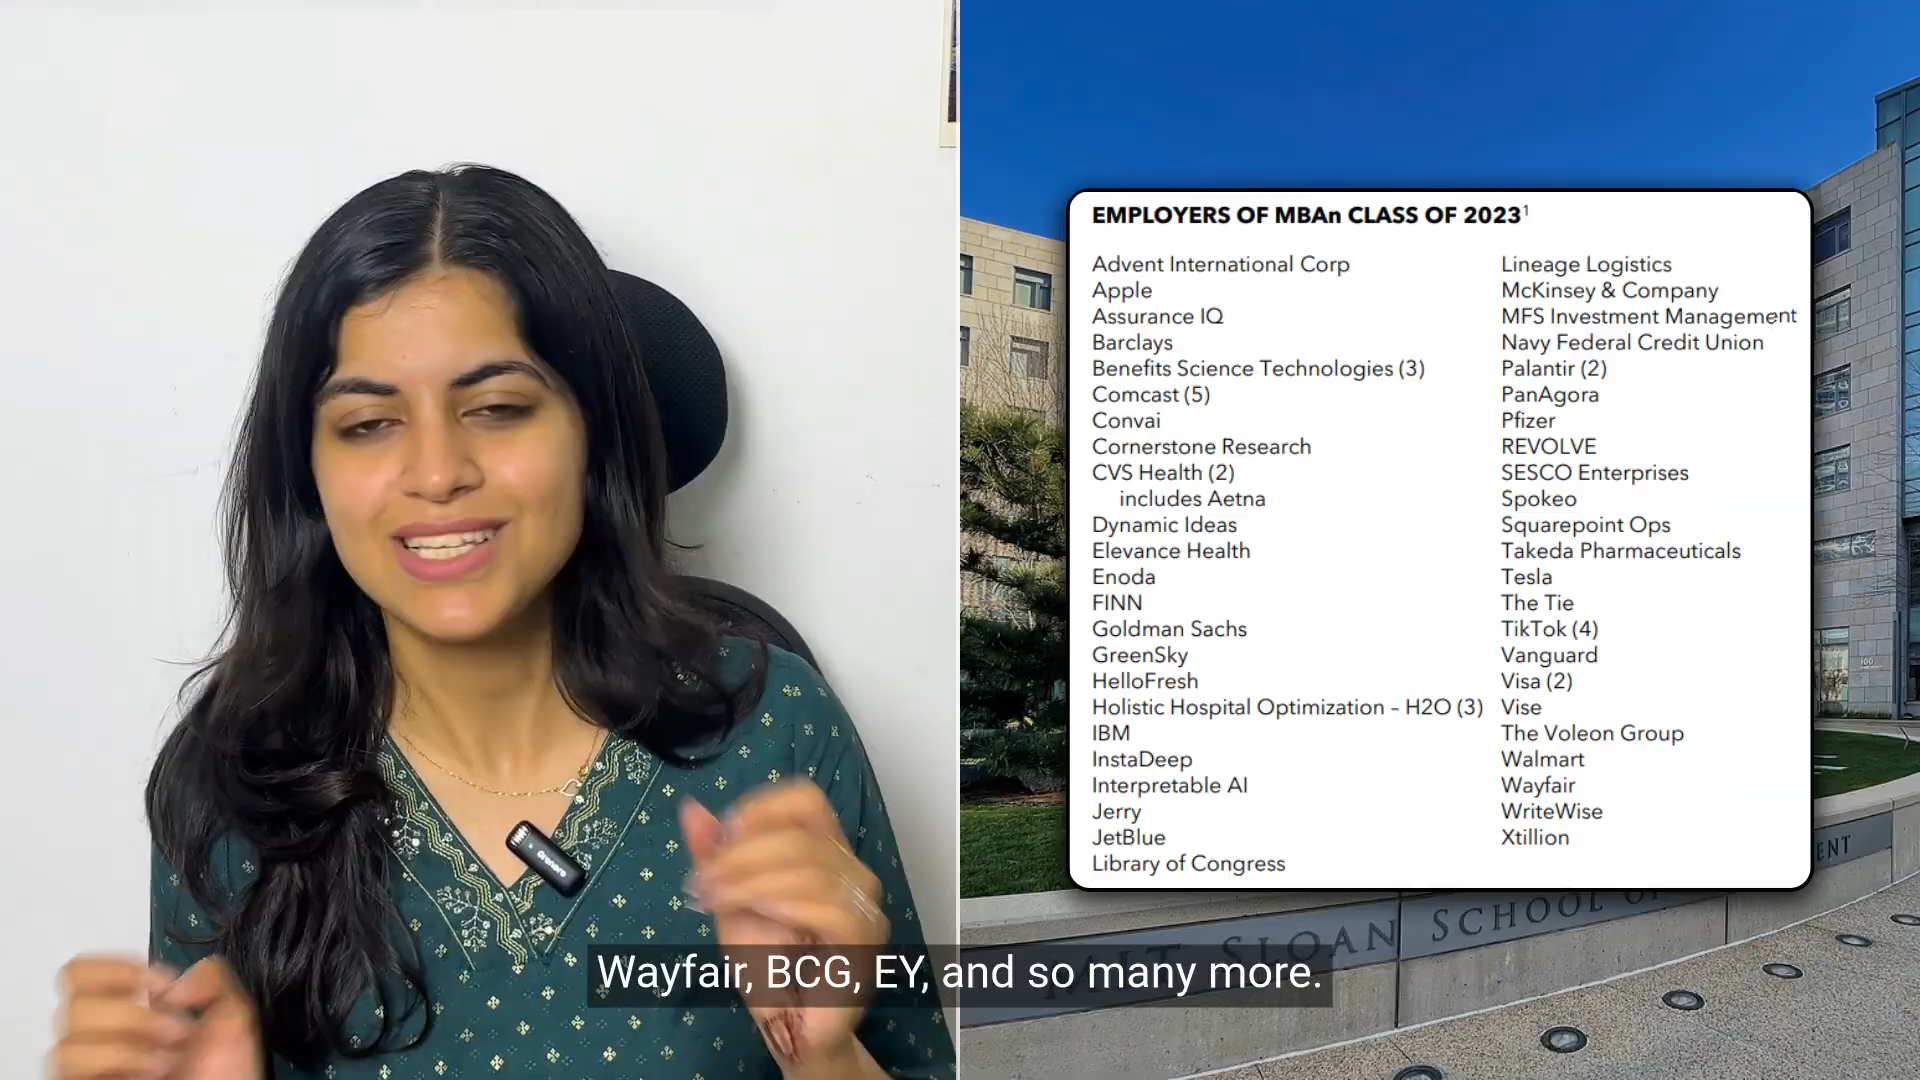 EMPLOYERS OF MBAn CLASS OF 2023¹
Advent International Corp
Apple
Assurance IQ
Barclays
Benefits Science Technologies (3)
Comcast (5)
Convai
Cornerstone Research
CVS Health (2)
includes Aetna
Dynamic Ideas
Elevance Health
Enoda
FINN
Goldman Sachs
GreenSky
HelloFresh
Holistic Hospital Optimization – H2O (3)
IBM
InstaDeep
Interpretable AI
Jerry
JetBlue
Library of Congress
Lineage Logistics
McKinsey & Company
MFS Investment Management
Navy Federal Credit Union
Palantir (2)
PanAgora
Pfizer
REVOLVE
SESCO Enterprises
Spokeo
Squarepoint Ops
Takeda Pharmaceuticals
Tesla
The Tie
TikTok (4)
Vanguard
Visa (2)
Vise
The Voleon Group
Walmart
Wayfair
WriteWise
Xtillion
100
MIT SLOAN SCHOOL OF
ENT
Wayfair, BCG, EY, and so many more.